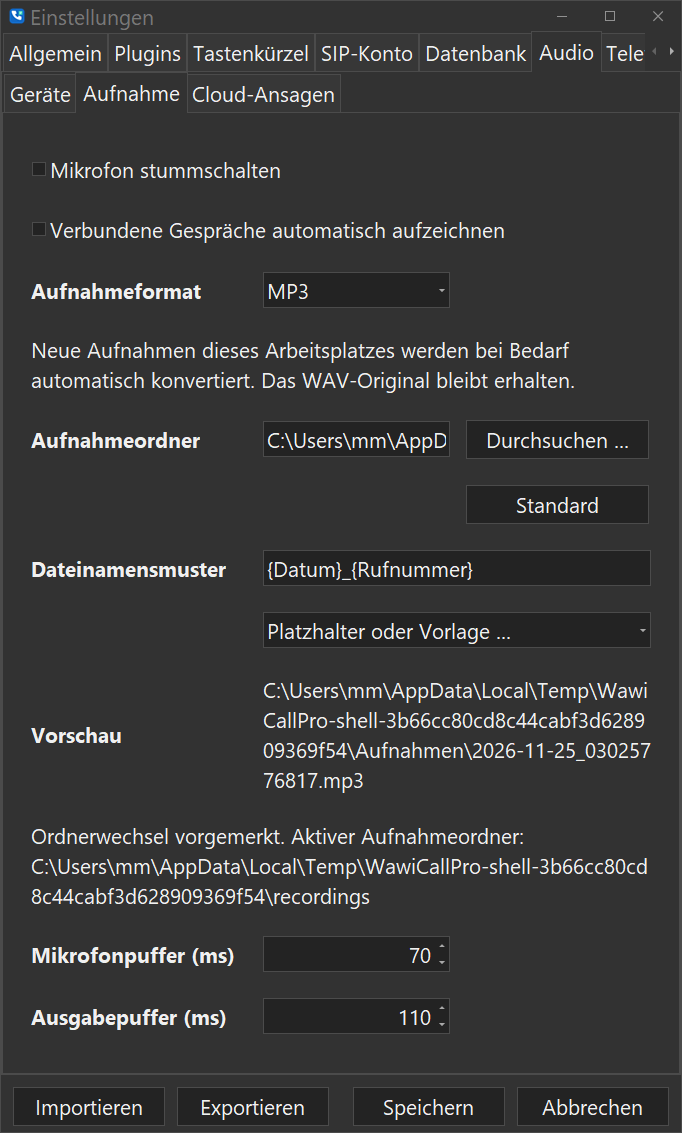 Einstellungen
Allgemein Plugins Tastenkürzel SIP-Konto Datenbank Audio Tele
Geräte Aufnahme Cloud-Ansagen
Mikrofon stummschalten
Verbundene Gespräche automatisch aufzeichnen
Aufnahmeformat MP3
Neue Aufnahmen dieses Arbeitsplatzes werden bei Bedarf
automatisch konvertiert. Das WAV-Original bleibt erhalten.
Aufnahmeordner C:\Users\mm\AppD Durchsuchen ...
Standard
Dateinamensmuster {Datum}_{Rufnummer}
Platzhalter oder Vorlage ...
Vorschau
C:\Users\mm\AppData\Local\Temp\Wawi
CallPro-shell-3b66cc80cd8c44cabf3d6289
09369f54\Aufnahmen\2026-11-25_030257
76817.mp3
Ordnerwechsel vorgemerkt. Aktiver Aufnahmeordner:
C:\Users\mm\AppData\Local\Temp\WawiCallPro-shell-3b66cc80cd
8c44cabf3d628909369f54\recordings
Mikrofonpuffer (ms) 70
Ausgabepuffer (ms) 110
Importieren Exportieren Speichern Abbrechen